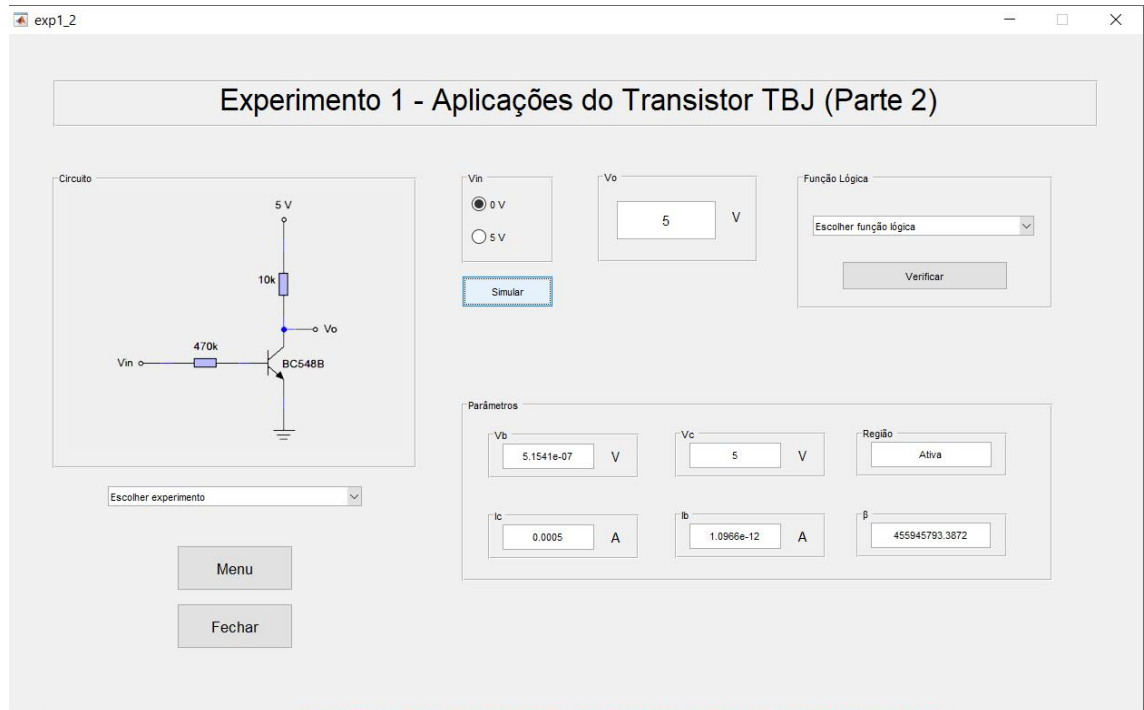 exp1_2
Experimento 1 - Aplicações do Transistor TBJ (Parte 2)
Circuito
5 V
10k
Vo
470k
Vin
BC548B
Escolher experimento
Menu
Fechar
Vin
0 V
5 V
Simular
Vo
5 V
Função Lógica
Escolher função lógica
Verificar
Parâmetros
Vb
5.1541e-07 V
Vc
5 V
Região
Ativa
Ic
0.0005 A
Ib
1.0966e-12 A
β
455945793.3872